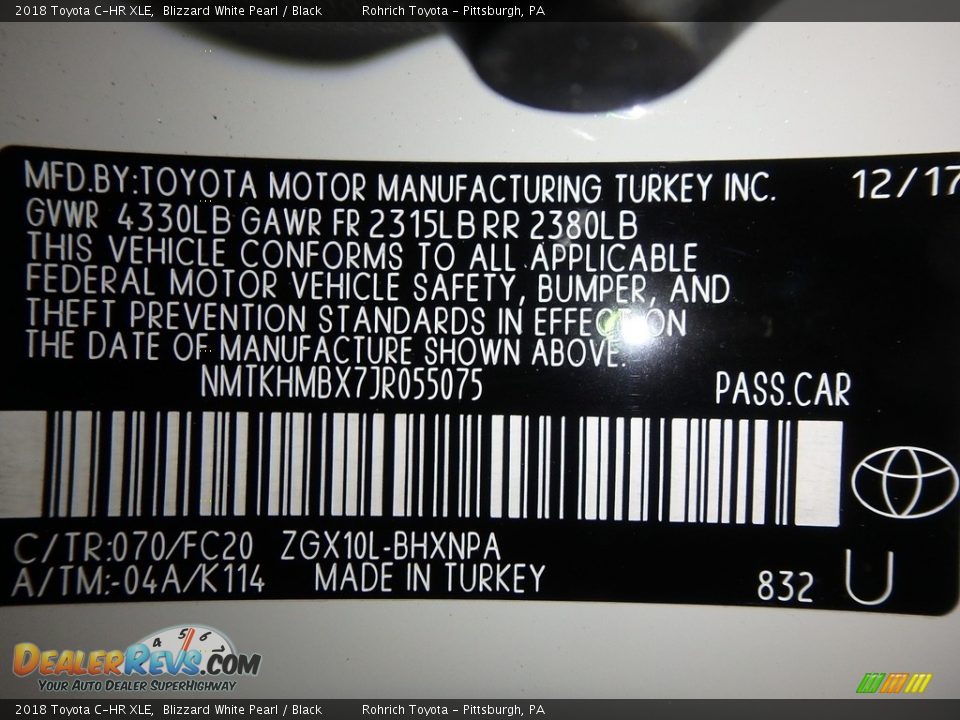 2018 Toyota C-HR XLE, Blizzard White Pearl / Black Rohrich Toyota - Pittsburgh, PA
MFD.BY:TOYOTA MOTOR MANUFACTURING TURKEY INC. 12/17
GVWR 4330LB GAWR FR 2315LB RR 2380LB
THIS VEHICLE CONFORMS TO ALL APPLICABLE
FEDERAL MOTOR VEHICLE SAFETY, BUMPER, AND
THEFT PREVENTION STANDARDS IN EFFECT ON
THE DATE OF MANUFACTURE SHOWN ABOVE.
NMTKHMBX7JR055075 PASS.CAR
C/TR:070/FC20 ZGX10L-BHXNPA
A/TM:-04A/K114 MADE IN TURKEY 832 U
4 5 6 7
DEALERREVS.COM
YOUR AUTO DEALER SUPERHIGHWAY
2018 Toyota C-HR XLE, Blizzard White Pearl / Black Rohrich Toyota - Pittsburgh, PA